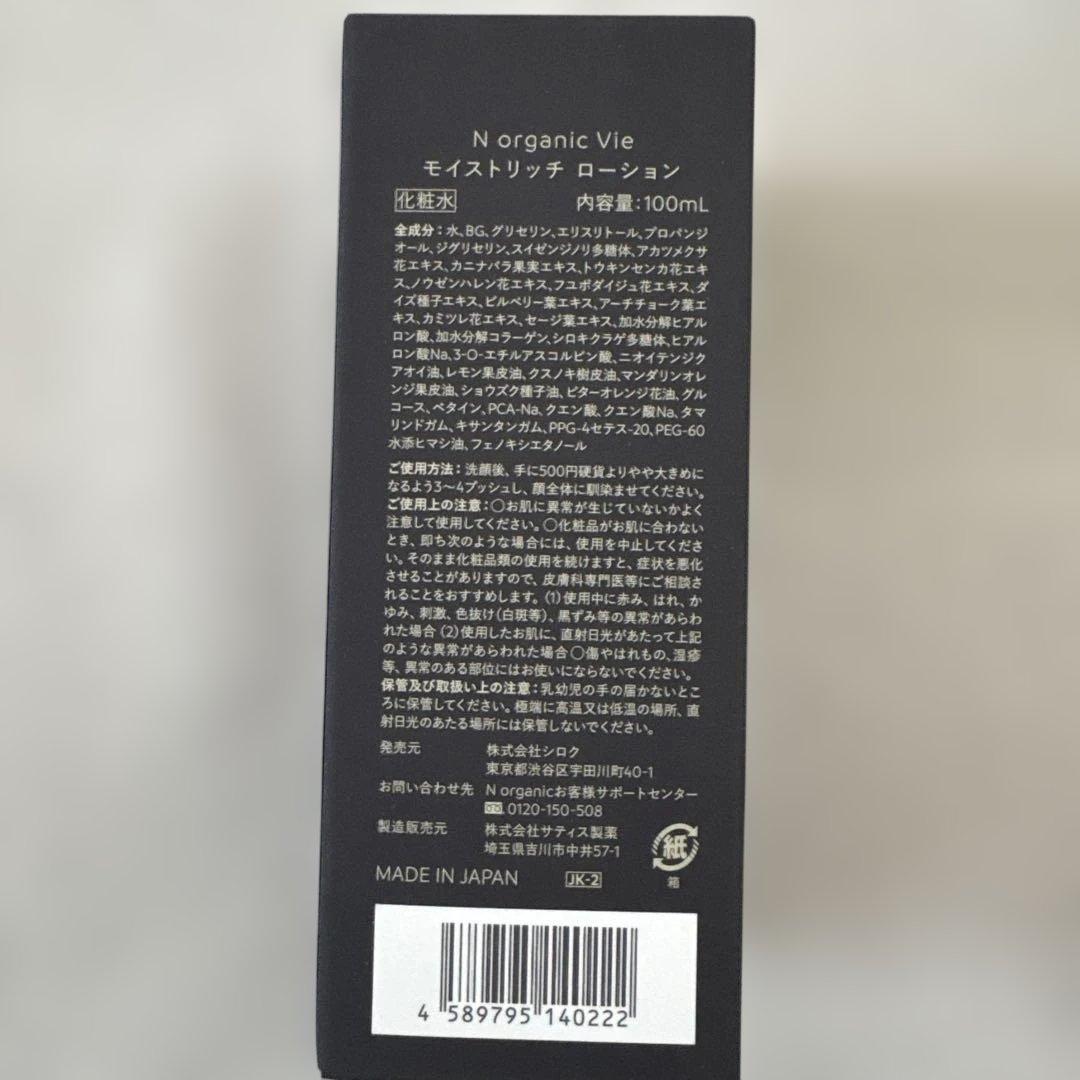 N organic Vie
モイストリッチ ローション
化粧水 内容量:100mL
全成分:水、BG、グリセリン、エリスリトール、プロパンジ
オール、ジグリセリン、スイゼンジノリ多糖体、アカツメクサ
花エキス、カニナバラ果実エキス、トウキンセンカ花エキ
ス、ノウゼンハレン花エキス、フユボダイジュ花エキス、ダ
イズ種子エキス、ビルベリー葉エキス、アーチチョーク葉エ
キス、カミツレ花エキス、セージ葉エキス、加水分解ヒアル
ロン酸、加水分解コラーゲン、シロキクラゲ多糖体、ヒアル
ロン酸Na、3-O-エチルアスコルビン酸、ニオイテンジク
アオイ油、レモン果皮油、クスノキ樹皮油、マンダリンオレ
ンジ果皮油、ショウズク種子油、ビターオレンジ花油、グル
コース、ベタイン、PCA-Na、クエン酸、クエン酸Na、タマ
リンドガム、キサンタンガム、PPG-4セテス-20、PEG-60
水添ヒマシ油、フェノキシエタノール
ご使用方法:洗顔後、手に500円硬貨よりやや大きめに
なるよう3〜4プッシュし、顔全体に馴染ませてください。
ご使用上の注意:○お肌に異常が生じていないかよく
注意して使用してください。○化粧品がお肌に合わない
とき、即ち次のような場合には、使用を中止してくださ
い。そのまま化粧品類の使用を続けますと、症状を悪化
させることがありますので、皮膚科専門医等にご相談さ
れることをおすすめします。(1)使用中に赤み、はれ、か
ゆみ、刺激、色抜け(白斑等)、黒ずみ等の異常があらわ
れた場合(2)使用したお肌に、直射日光があたって上記
のような異常があらわれた場合○傷やはれもの、湿疹
等、異常のある部位にはお使いにならないでください。
保管及び取扱い上の注意:乳幼児の手の届かないとこ
ろに保管してください。極端に高温又は低温の場所、直
射日光のあたる場所には保管しないでください。
発売元 株式会社シロク
東京都渋谷区宇田川町40-1
お問い合わせ先 N organicお客様サポートセンター
0120-150-508
製造販売元 株式会社サティス製薬
埼玉県吉川市中井57-1
紙
箱
MADE IN JAPAN JK-2
4 589795 140222